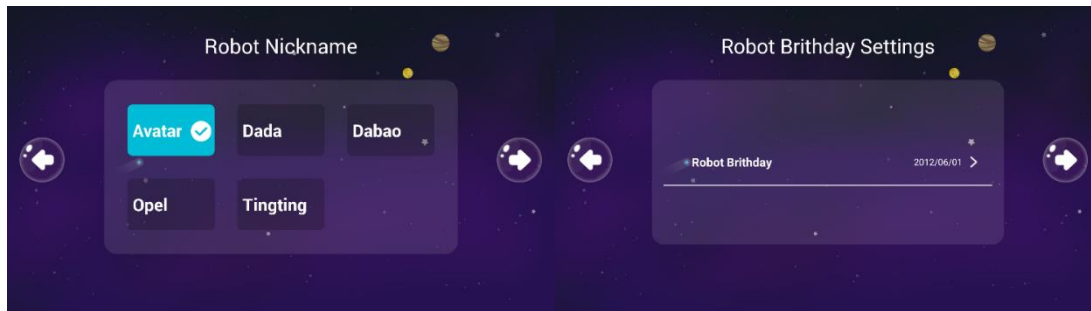 Robot Nickname
Avatar Dada Dabao
Opel Tingting
Robot Brithday Settings
Robot Brithday 2012/06/01